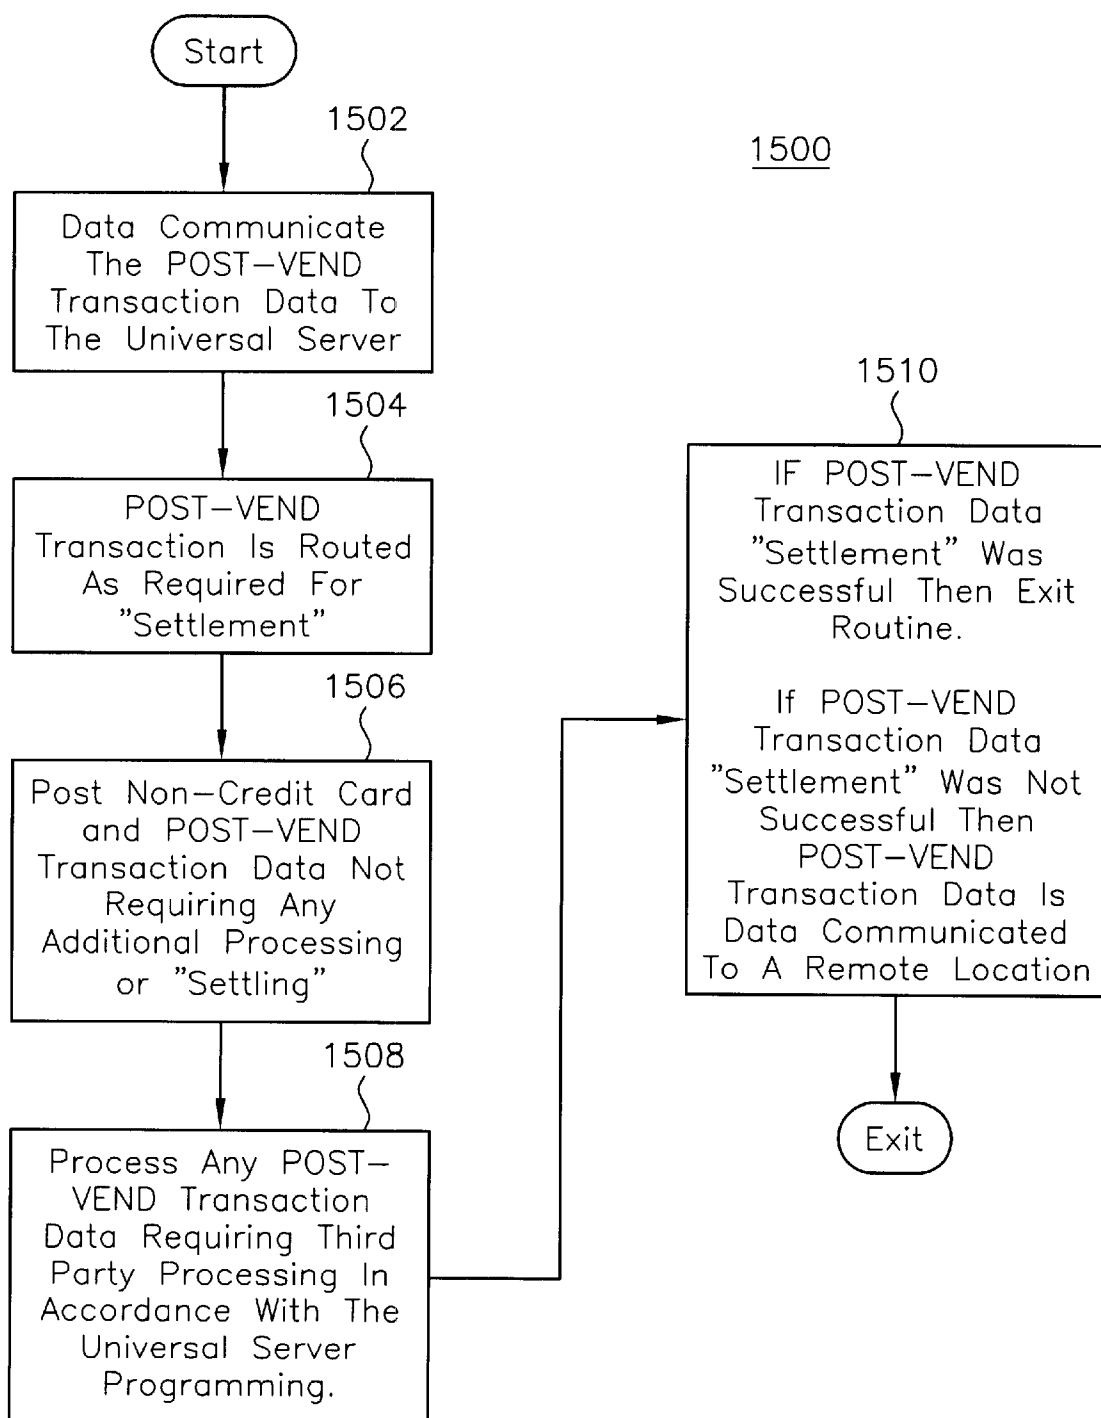 Start
1502
1500
Data Communicate
The POST-VEND
Transaction Data To
The Universal Server
1504
POST-VEND
Transaction Is Routed
As Required For
"Settlement"
1506
Post Non-Credit Card
and POST-VEND
Transaction Data Not
Requiring Any
Additional Processing
or "Settling"
1508
Process Any POST-
VEND Transaction
Data Requiring Third
Party Processing In
Accordance With The
Universal Server
Programming.
1510
IF POST-VEND
Transaction Data
"Settlement" Was
Successful Then Exit
Routine.
If POST-VEND
Transaction Data
"Settlement" Was Not
Successful Then
POST-VEND
Transaction Data Is
Data Communicated
To A Remote Location
Exit